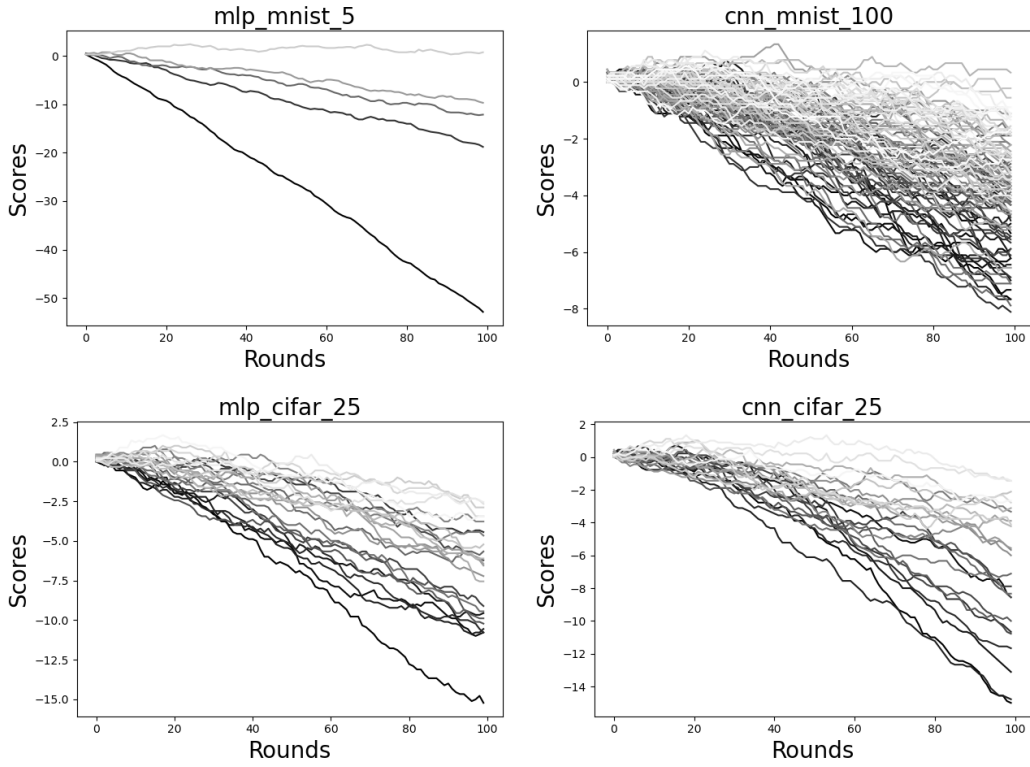 mlp_mnist_5
0
−10
−20
−30
−40
−50
Scores
0 20 40 60 80 100
Rounds
cnn_mnist_100
0
−2
−4
−6
−8
Scores
0 20 40 60 80 100
Rounds
mlp_cifar_25
2.5
0.0
−2.5
−5.0
−7.5
−10.0
−12.5
−15.0
Scores
0 20 40 60 80 100
Rounds
cnn_cifar_25
2
0
−2
−4
−6
−8
−10
−12
−14
Scores
0 20 40 60 80 100
Rounds